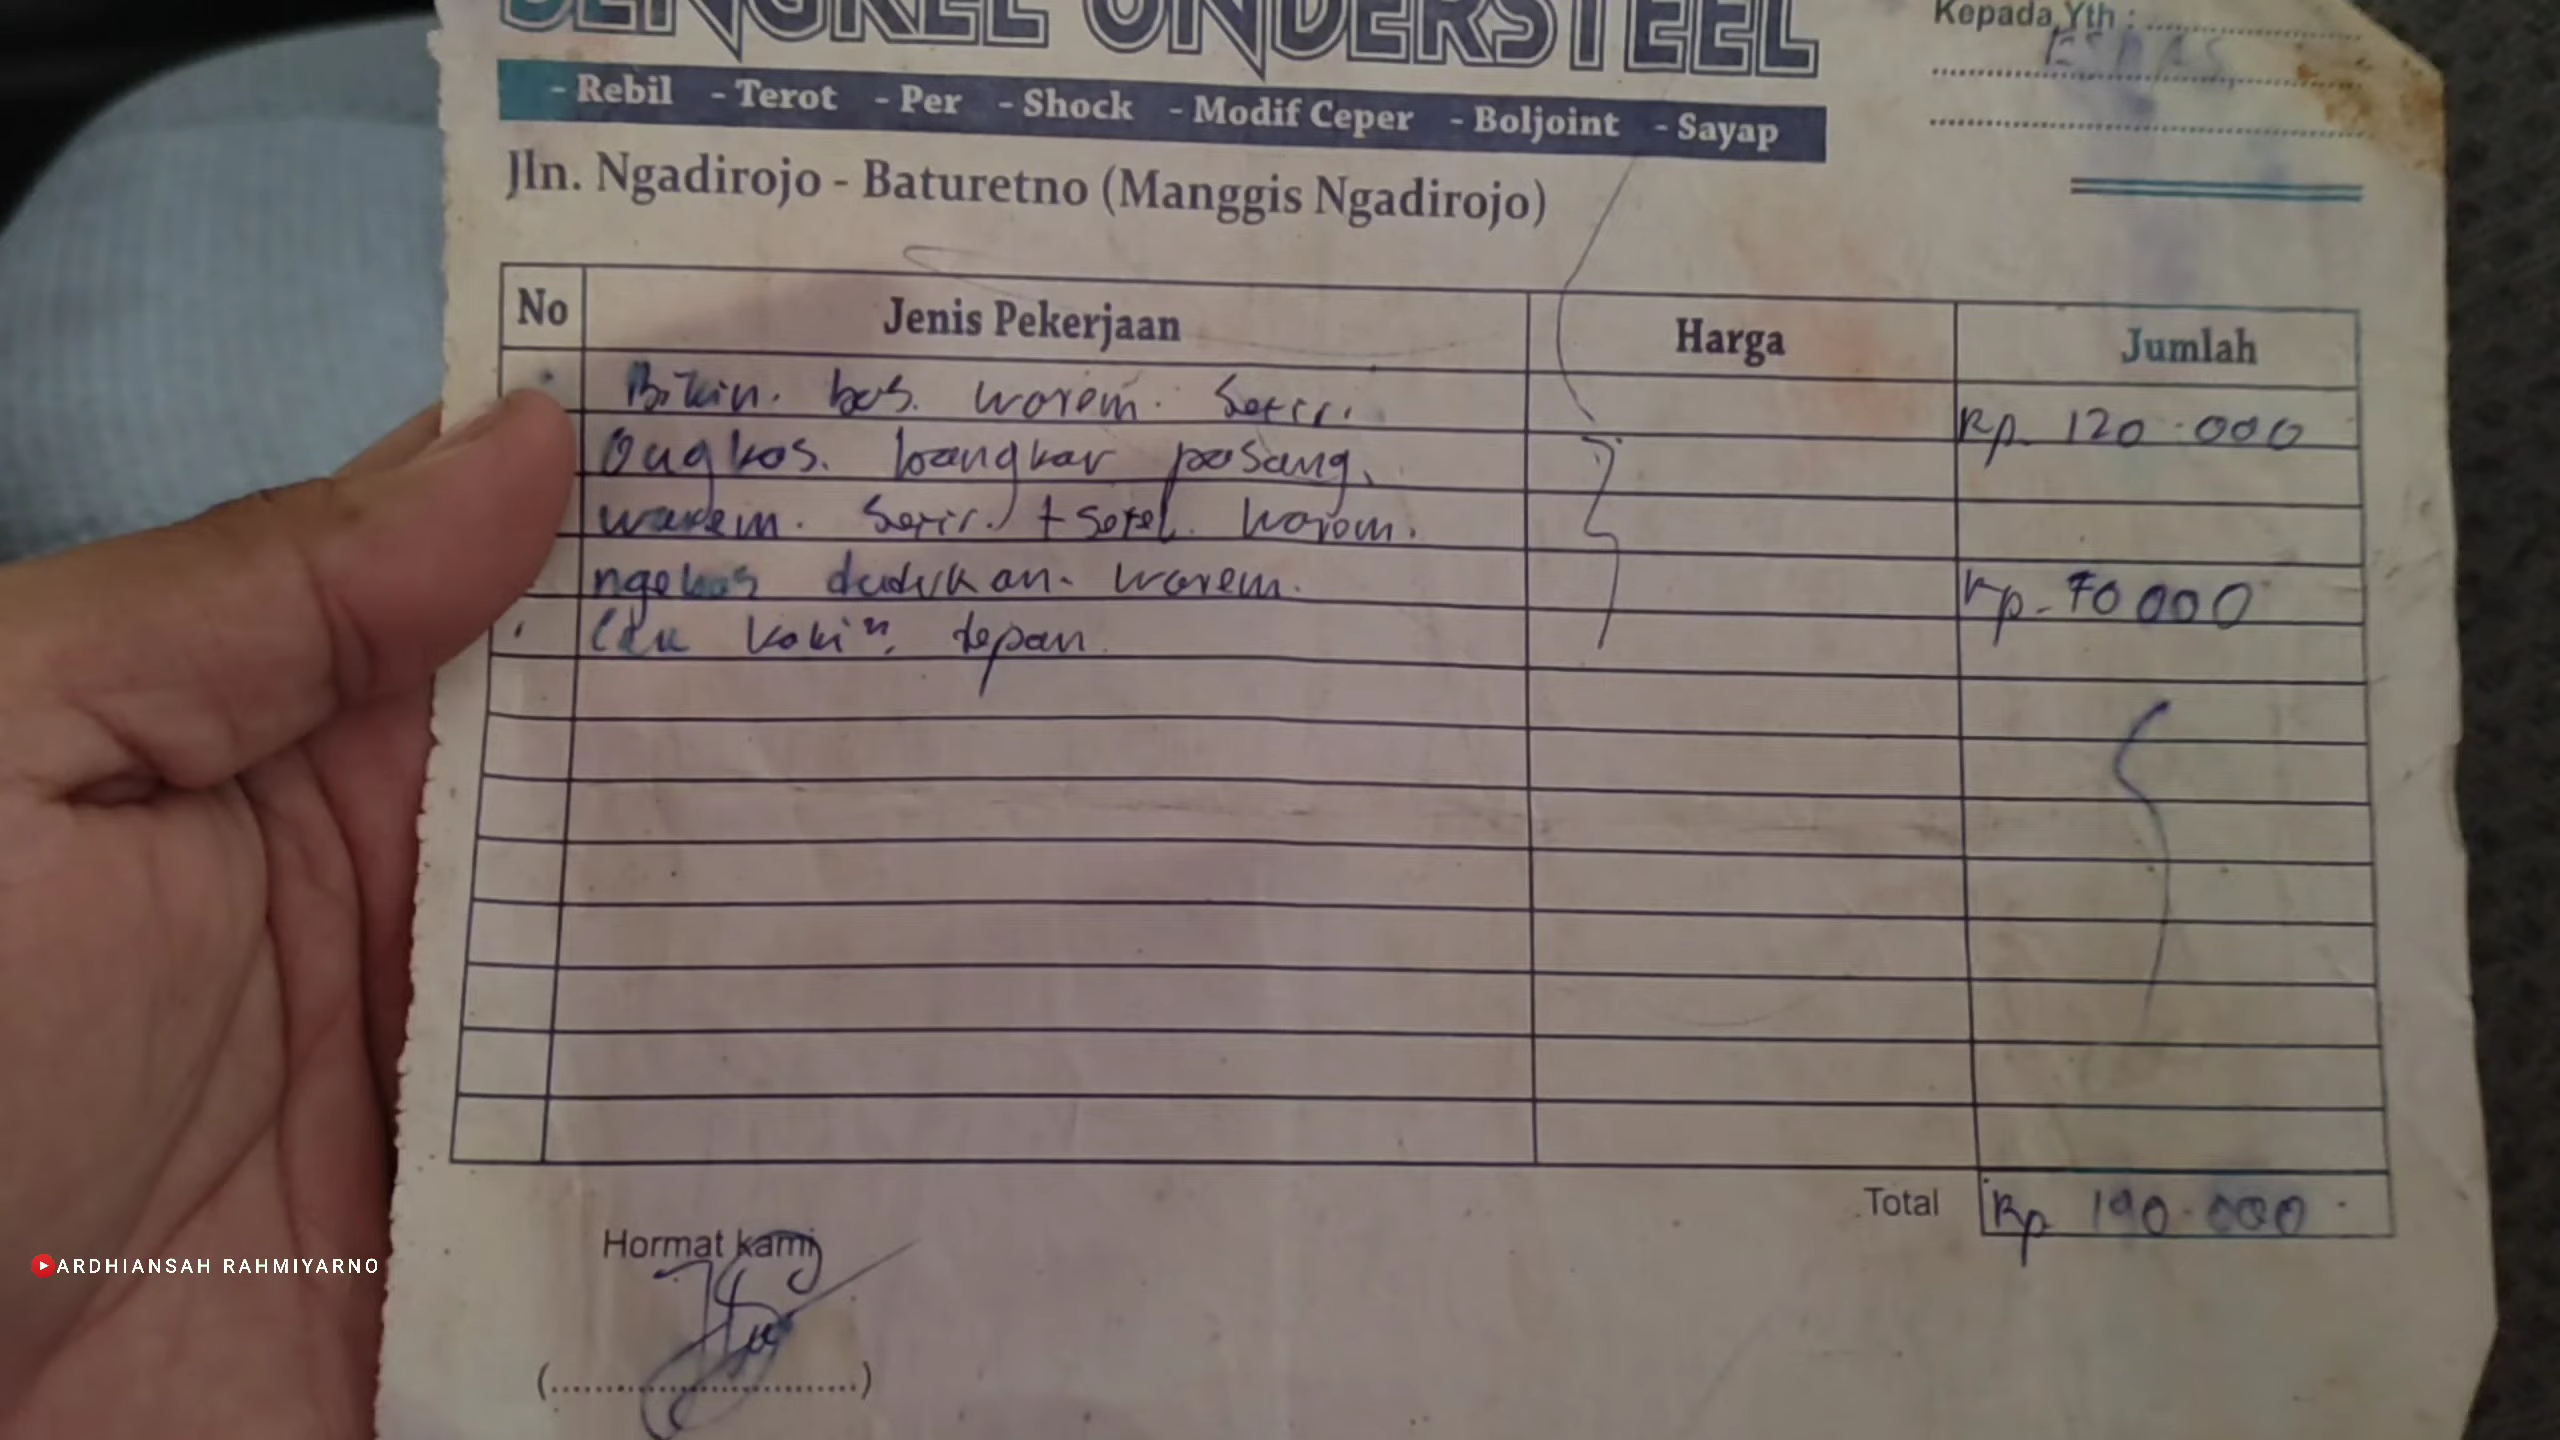 BENGKEL UNDERSTEEL
Kepada Yth :
- Rebil - Terot - Per - Shock - Modif Ceper - Boljoint - Sayap
Jln. Ngadirojo - Baturetno (Manggis Ngadirojo)
No Jenis Pekerjaan Harga Jumlah
Bikin. bos. worem. Setir. Rp. 120.000
Ongkos. bongkar pasang,
worem. Setir. + Setel. worem.
ngebos dudukan. worem. Rp. 70 000
kaki", depan.
Total Rp 190.000
Hormat kami
(..............................)
ARDHIANSAH RAHMIYARNO